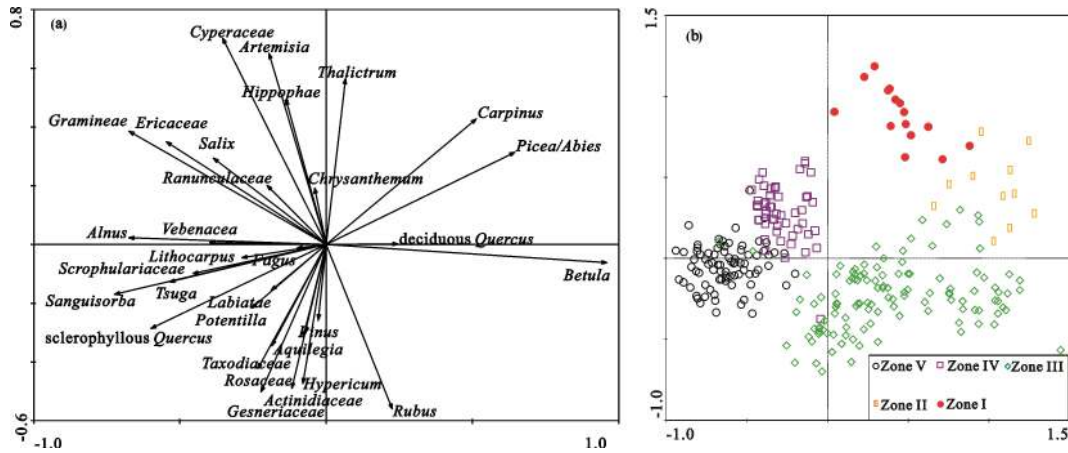 0.8
(a)
Cyperaceae
Artemisia
Thalictrum
Hippophae
Carpinus
Gramineae
Ericaceae
Salix
Picea/Abies
Ranunculaceae
Chrysanthemum
Alnus
Vebenacea
deciduous Quercus
Lithocarpus
Fagus
Betula
Scrophulariaceae
Tsuga
Sanguisorba
Labiatae
Potentilla
Pinus
sclerophyllous Quercus
Aquilegia
Taxodiaceae
Rosaceae
Hypericum
Actinidiaceae
Gesneriaceae
Rubus
-0.6
-1.0
1.0
1.5
(b)
Zone V
Zone IV
Zone III
Zone II
Zone I
-1.0
-1.0
1.5